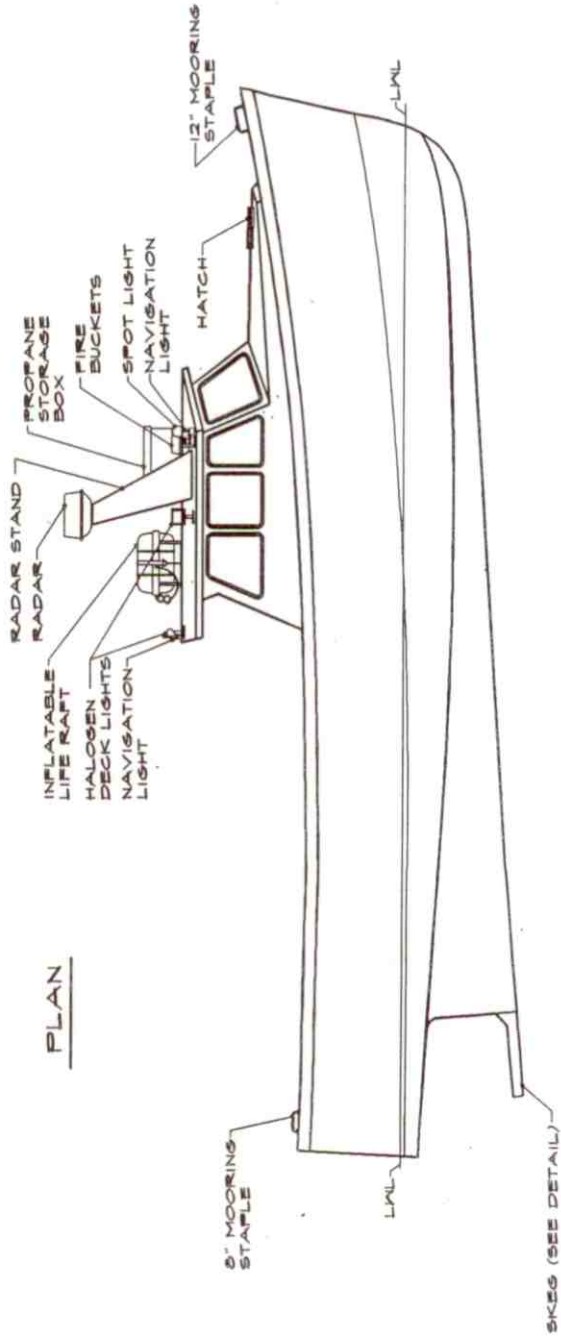 PLAN
RADAR STAND
RADAR
INFLATABLE
LIFE RAFT
HALOGEN
DECK LIGHTS
NAVIGATION
LIGHT
PROPANE
STORAGE
BOX
FIRE
BUCKETS
SPOT LIGHT
NAVIGATION
LIGHT
HATCH
12" MOORING
STAPLE
8" MOORING
STAPLE
LWL
LWL
SKEG (SEE DETAIL)